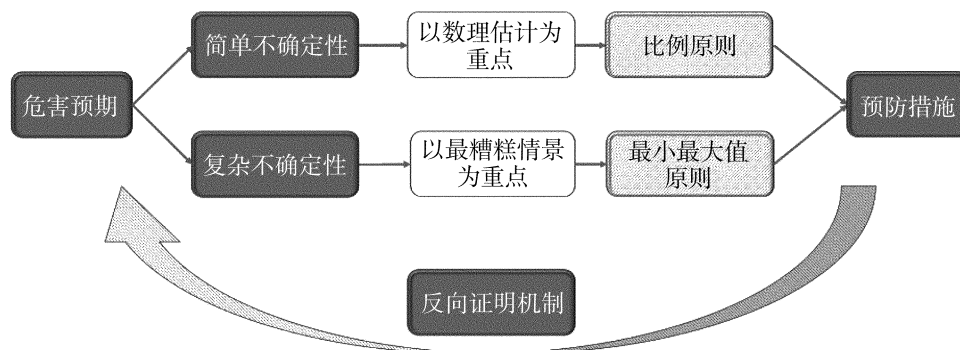 危害预期
简单不确定性
以数理估计为
重点
比例原则
复杂不确定性
以最糟糕情景
为重点
最小最大值
原则
预防措施
反向证明机制